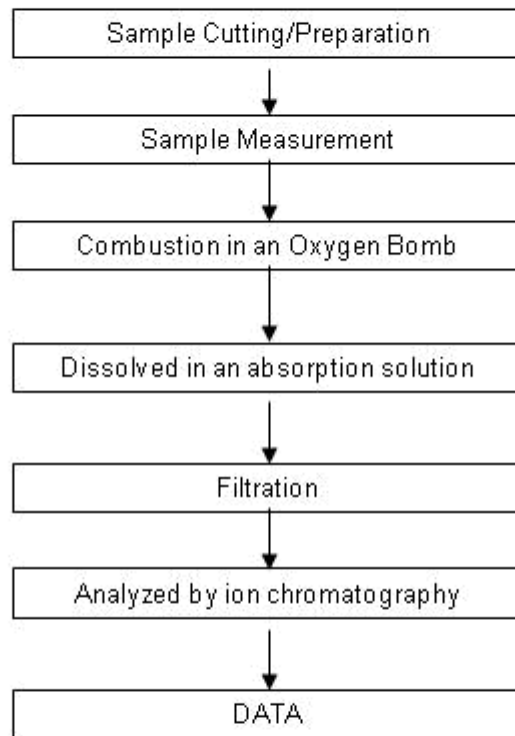 Sample Cutting/Preparation
Sample Measurement
Combustion in an Oxygen Bomb
Dissolved in an absorption solution
Filtration
Analyzed by ion chromatography
DATA